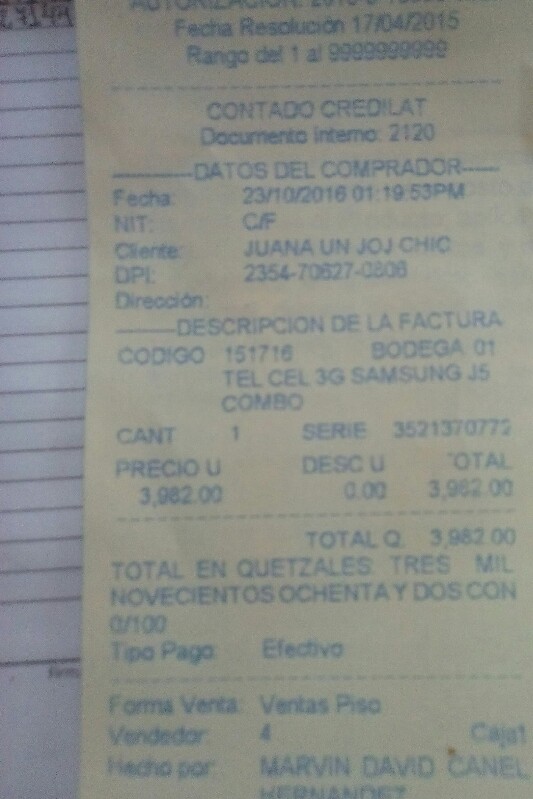 Fecha Resolución 17/04/2015
Rango del 1 al 9999999999
CONTADO CREDILAT
Documento Interno: 2120
DATOS DEL COMPRADOR
Fecha: 23/10/2016 01:19:53PM
NIT: C/F
Cliente: JUANA UN JOJ CHIC
DPI: 2354-70627-0806
Dirección:
DESCRIPCION DE LA FACTURA
CODIGO 151716 BODEGA 01
TEL CEL 3G SAMSUNG J5
COMBO
CANT 1 SERIE 3521370772
PRECIO U DESC U TOTAL
3,982.00 0.00 3,982.00
TOTAL Q. 3,982.00
TOTAL EN QUETZALES TRES MIL
NOVECIENTOS OCHENTA Y DOS CON
0/100
Tipo Pago: Efectivo
Forma Venta: Ventas Piso
Vendedor: 4 Caja1
Hecho por: MARVIN DAVID CANEL
HERNANDEZ